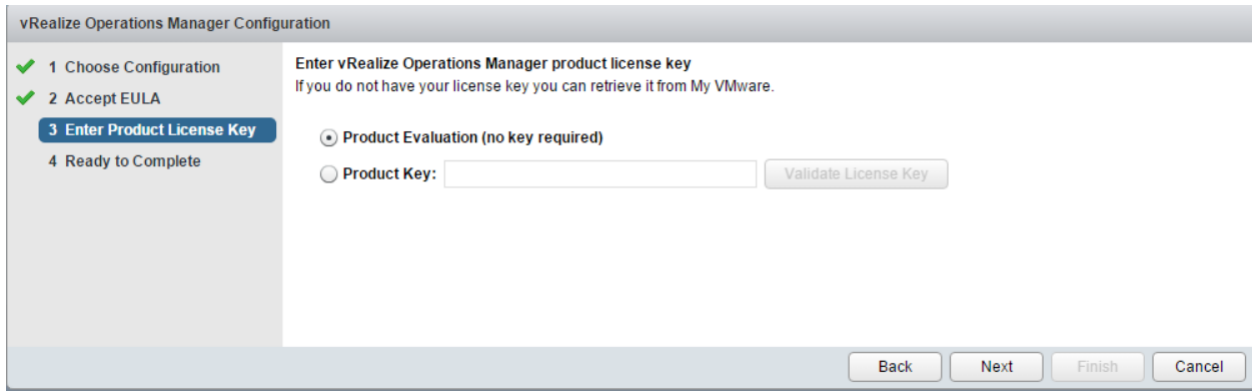 vRealize Operations Manager Configuration
1 Choose Configuration
2 Accept EULA
3 Enter Product License Key
4 Ready to Complete
Enter vRealize Operations Manager product license key
If you do not have your license key you can retrieve it from My VMware.
Product Evaluation (no key required)
Product Key:
Validate License Key
Back
Next
Finish
Cancel